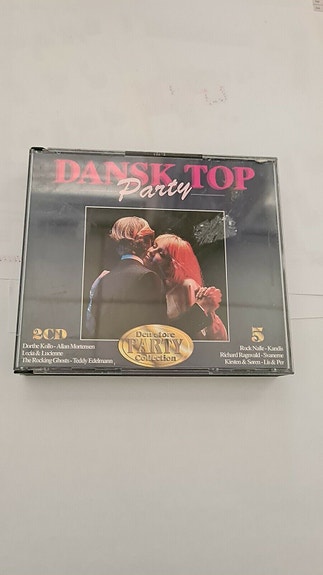 DANSK TOP
Party
2CD
Den store
PARTY
Collection
5
Dorthe Kollo - Allan Mortensen
Lecia & Lucienne
The Rocking Ghosts - Teddy Edelmann
Rock Nalle - Kandis
Richard Ragnvald - Svanerne
Kirsten & Søren - Lis & Per